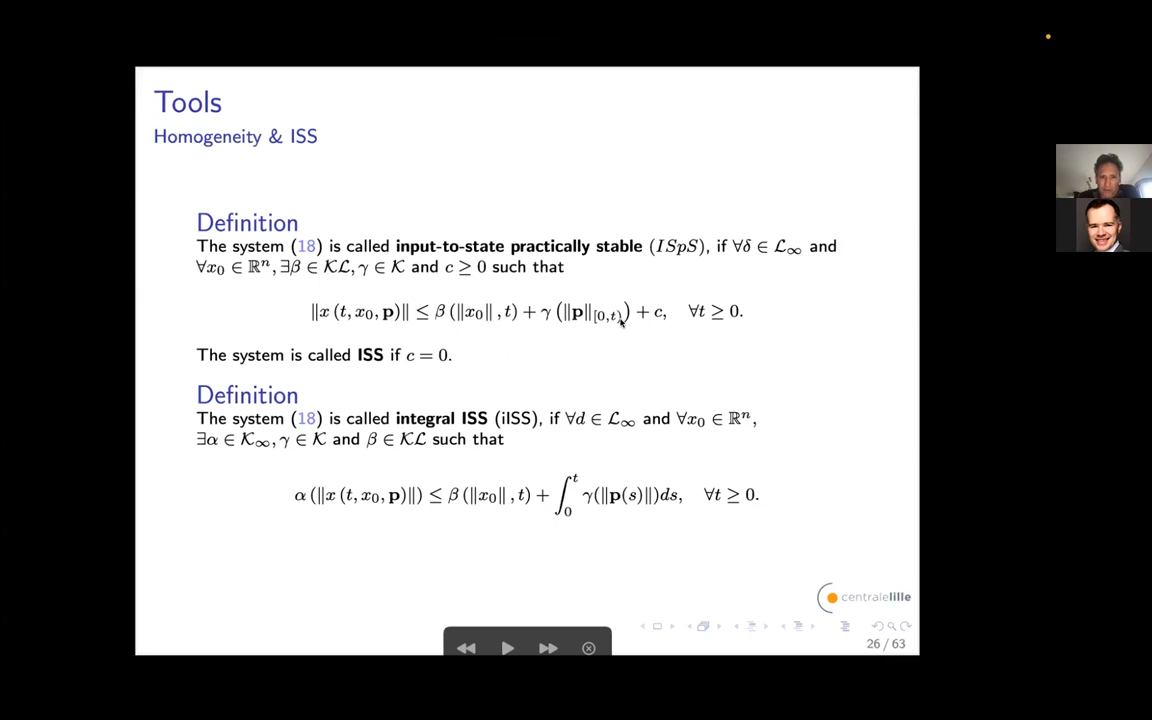 Tools
Homogeneity & ISS
Definition
The system (18) is called input-to-state practically stable (ISpS), if ∀δ ∈ ℒ∞ and
∀x₀ ∈ ℝⁿ, ∃β ∈ 𝒦ℒ, γ ∈ 𝒦 and c ≥ 0 such that
‖x (t, x₀, p)‖ ≤ β (‖x₀‖ , t) + γ (‖p‖[0,t)) + c, ∀t ≥ 0.
The system is called ISS if c = 0.
Definition
The system (18) is called integral ISS (iISS), if ∀d ∈ ℒ∞ and ∀x₀ ∈ ℝⁿ,
∃α ∈ 𝒦∞, γ ∈ 𝒦 and β ∈ 𝒦ℒ such that
α (‖x (t, x₀, p)‖) ≤ β (‖x₀‖ , t) + ∫₀ᵗ γ(‖p(s)‖)ds, ∀t ≥ 0.
centralelille
26 / 63